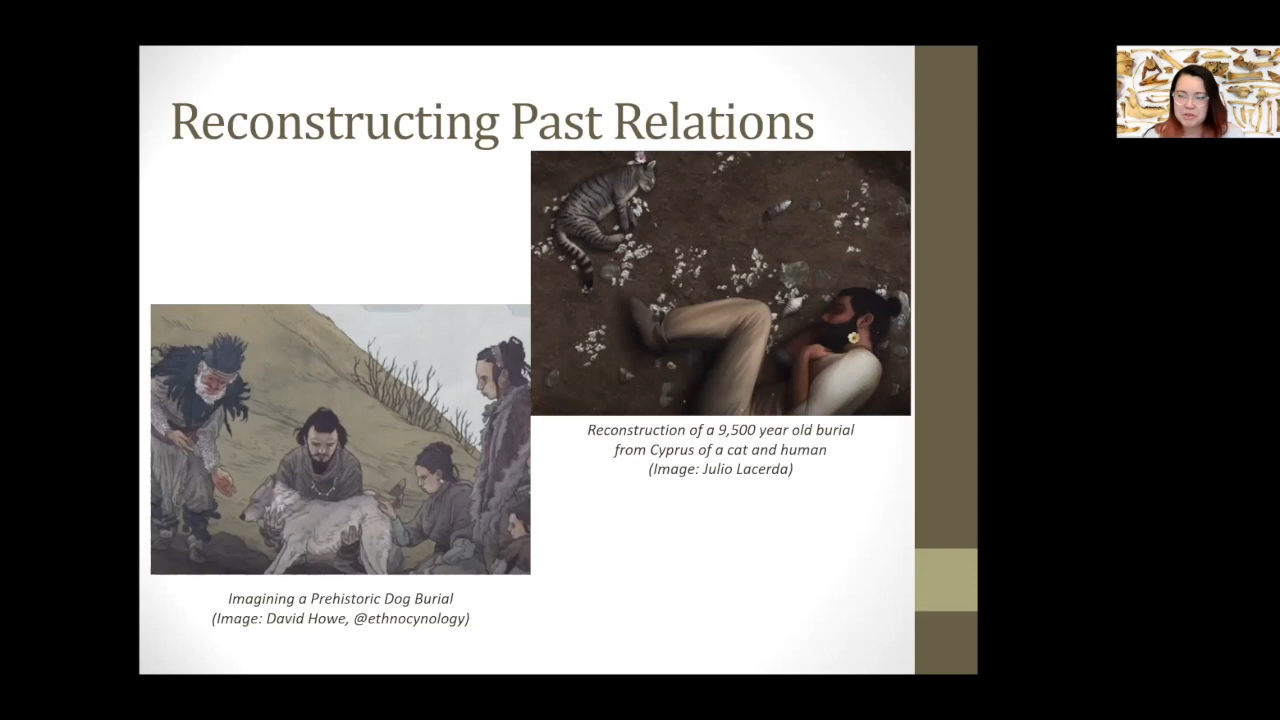 Reconstructing Past Relations
Reconstruction of a 9,500 year old burial
from Cyprus of a cat and human
(Image: Julio Lacerda)
Imagining a Prehistoric Dog Burial
(Image: David Howe, @ethnocynology)